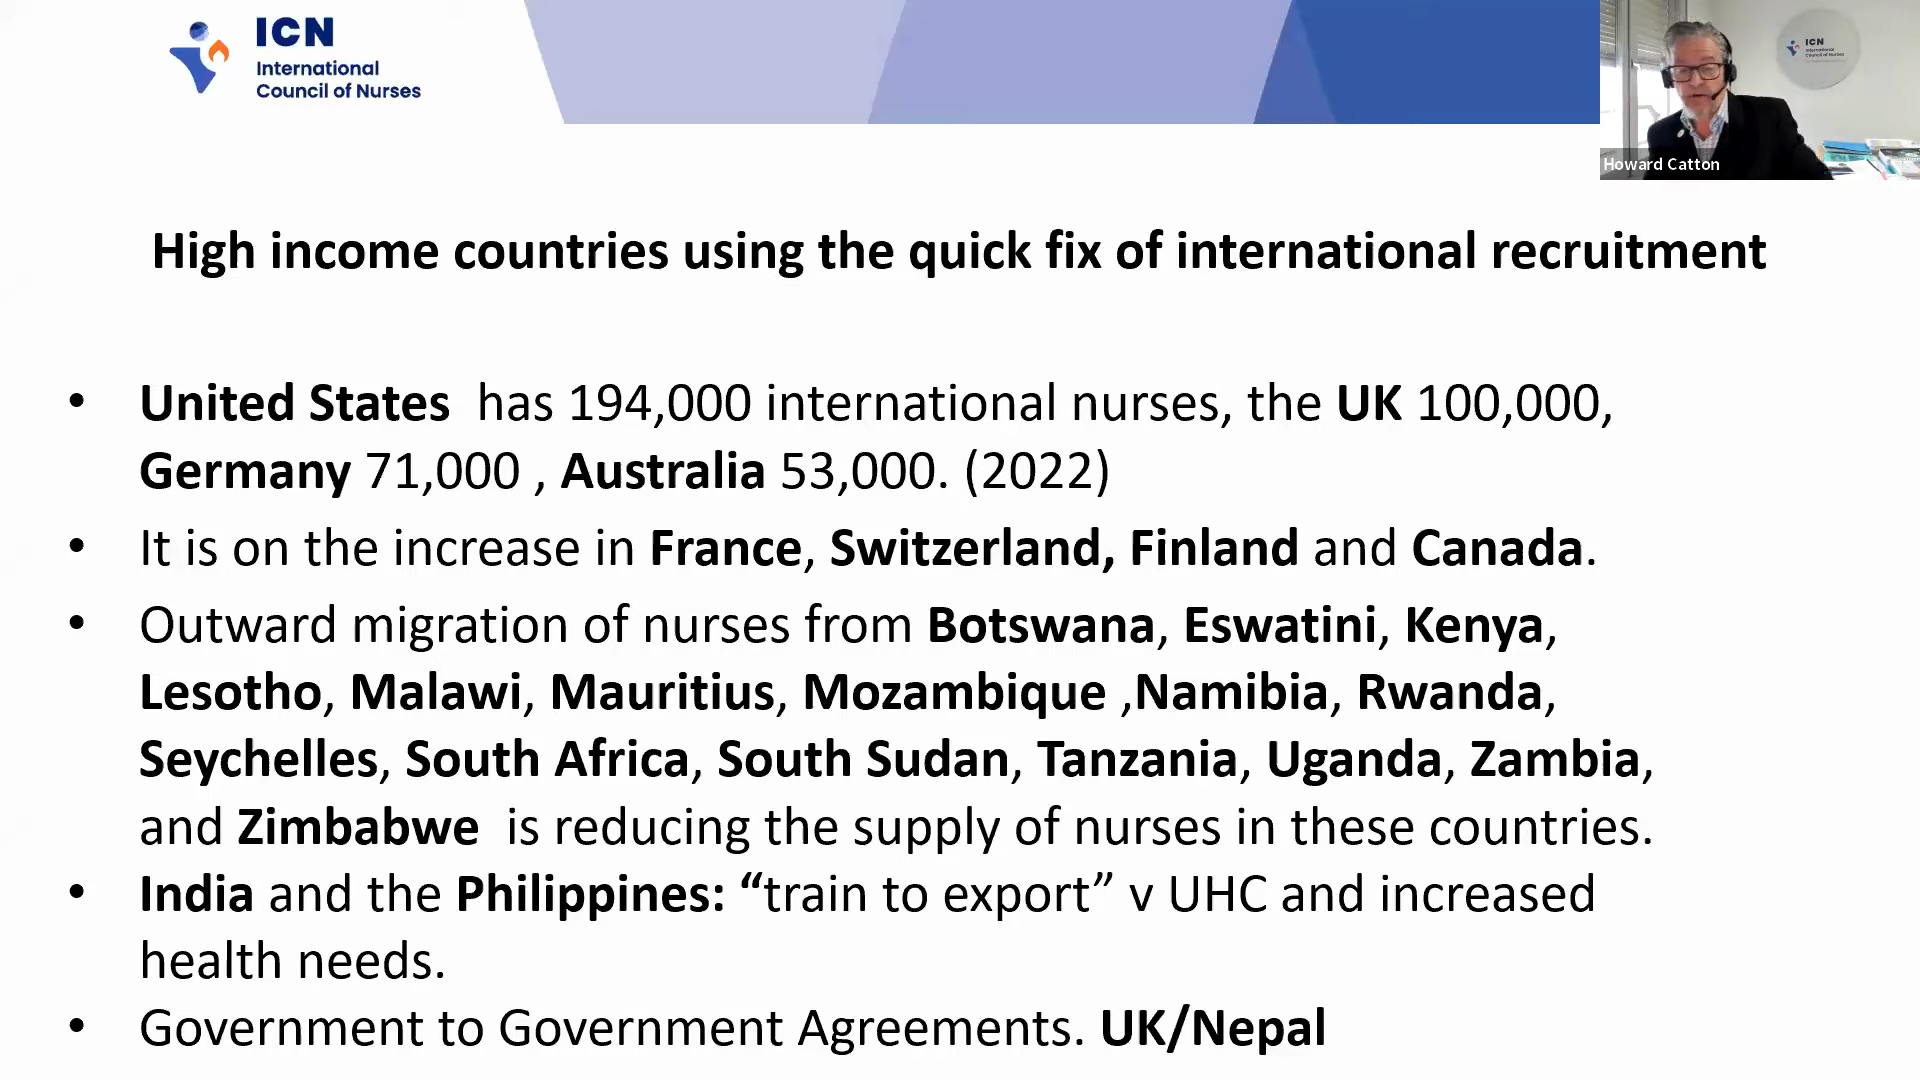 ICN
International
Council of Nurses
ICN
International
Council of Nurses
Howard Catton
High income countries using the quick fix of international recruitment
• United States has 194,000 international nurses, the UK 100,000,
Germany 71,000 , Australia 53,000. (2022)
• It is on the increase in France, Switzerland, Finland and Canada.
• Outward migration of nurses from Botswana, Eswatini, Kenya,
Lesotho, Malawi, Mauritius, Mozambique ,Namibia, Rwanda,
Seychelles, South Africa, South Sudan, Tanzania, Uganda, Zambia,
and Zimbabwe is reducing the supply of nurses in these countries.
• India and the Philippines: “train to export” v UHC and increased
health needs.
• Government to Government Agreements. UK/Nepal